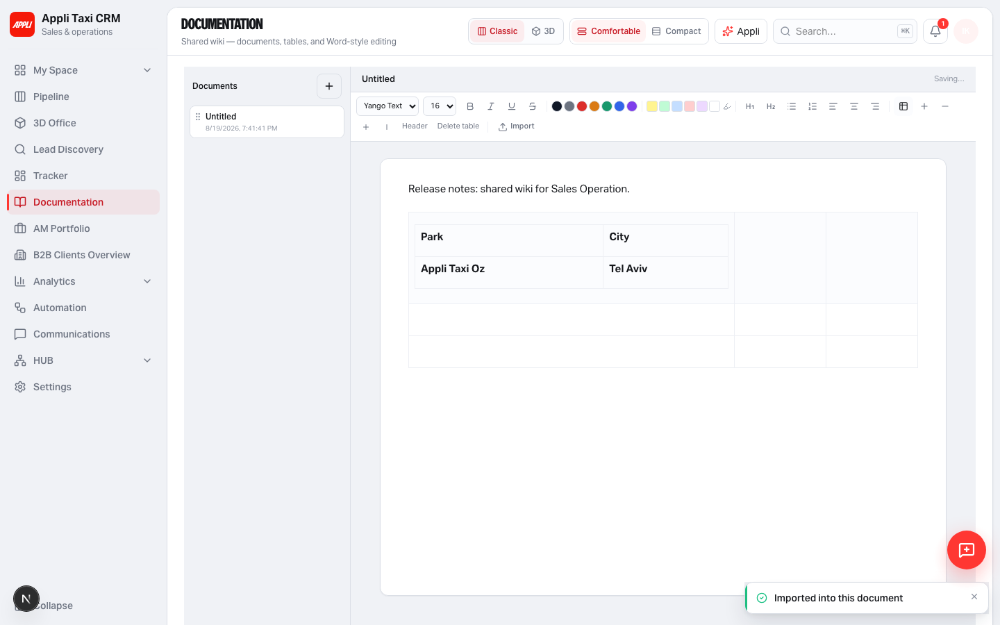 APPLI
Appli Taxi CRM
Sales & operations
My Space
Pipeline
3D Office
Lead Discovery
Tracker
Documentation
AM Portfolio
B2B Clients Overview
Analytics
Automation
Communications
HUB
Settings
N
Collapse
DOCUMENTATION
Shared wiki — documents, tables, and Word-style editing
Classic
3D
Comfortable
Compact
Appli
Search...
⌘K
1
Documents
Untitled
8/19/2026, 7:41:41 PM
Untitled
Saving...
Yango Text
16
B
I
U
S
H1
H2
Header
Delete table
Import
Release notes: shared wiki for Sales Operation.
Park City
Appli Taxi Oz Tel Aviv
Imported into this document